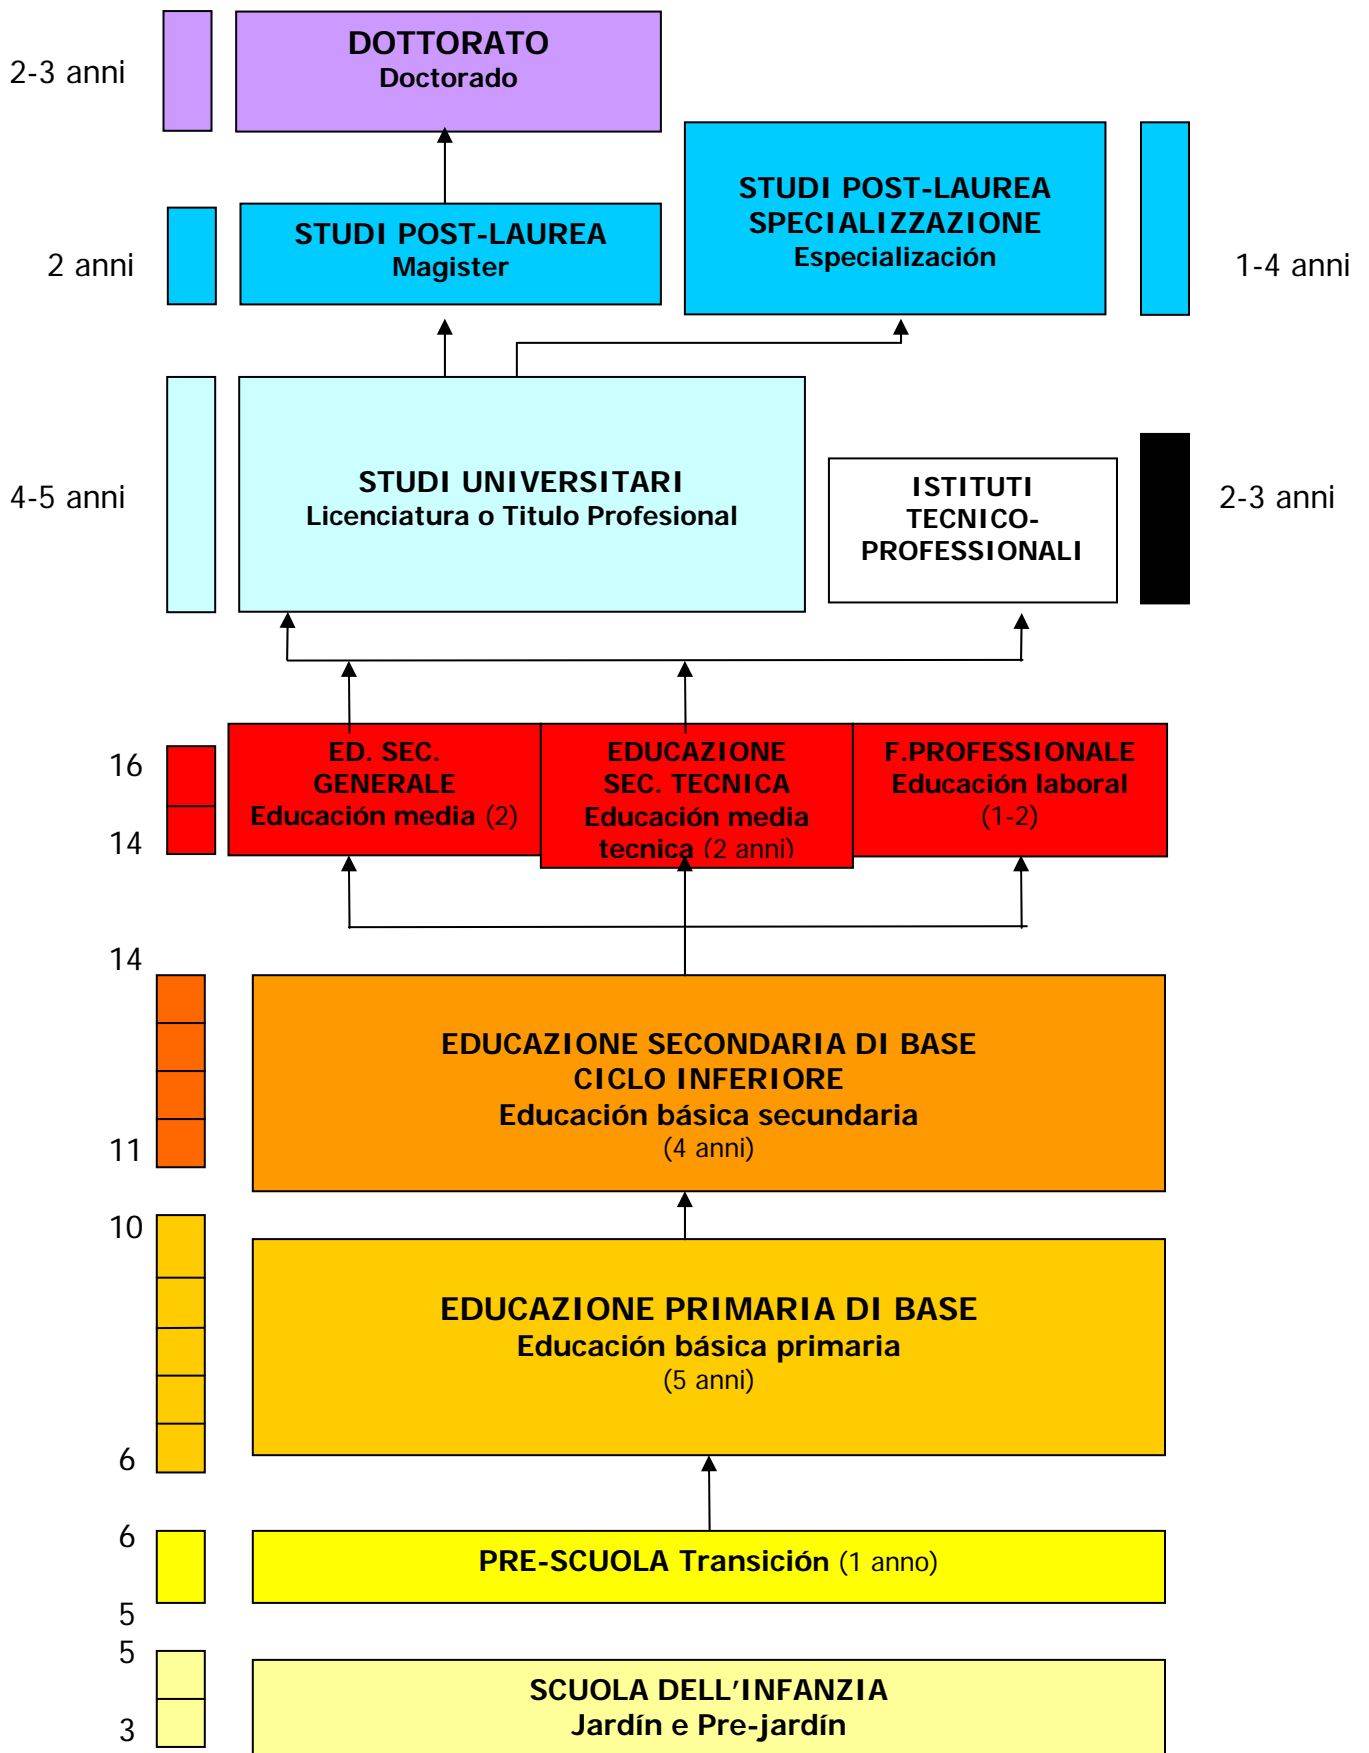 DOTTORATO
Doctorado
2-3 anni
STUDI POST-LAUREA
SPECIALIZZAZIONE
Especialización
1-4 anni
STUDI POST-LAUREA
Magister
2 anni
STUDI UNIVERSITARI
Licenciatura o Titulo Profesional
4-5 anni
ISTITUTI
TECNICO-
PROFESSIONALI
2-3 anni
16
14
ED. SEC.
GENERALE
Educación media (2)
EDUCAZIONE
SEC. TECNICA
Educación media
tecnica (2 anni)
F.PROFESSIONALE
Educación laboral
(1-2)
14
11
EDUCAZIONE SECONDARIA DI BASE
CICLO INFERIORE
Educación básica secundaria
(4 anni)
10
6
EDUCAZIONE PRIMARIA DI BASE
Educación básica primaria
(5 anni)
6
5
PRE-SCUOLA Transición (1 anno)
5
3
SCUOLA DELL'INFANZIA
Jardín e Pre-jardín